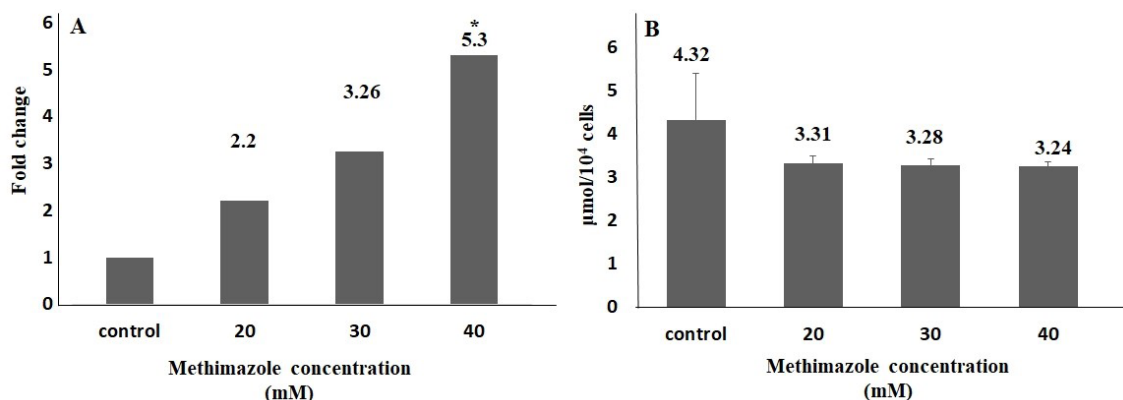 A
Fold change
6
5
4
3
2
1
0
2.2
3.26
*
5.3
control 20 30 40
Methimazole concentration
(mM)
B
µmol/10⁴ cells
6
5
4
3
2
1
0
4.32
3.31
3.28
3.24
control 20 30 40
Methimazole concentration
(mM)